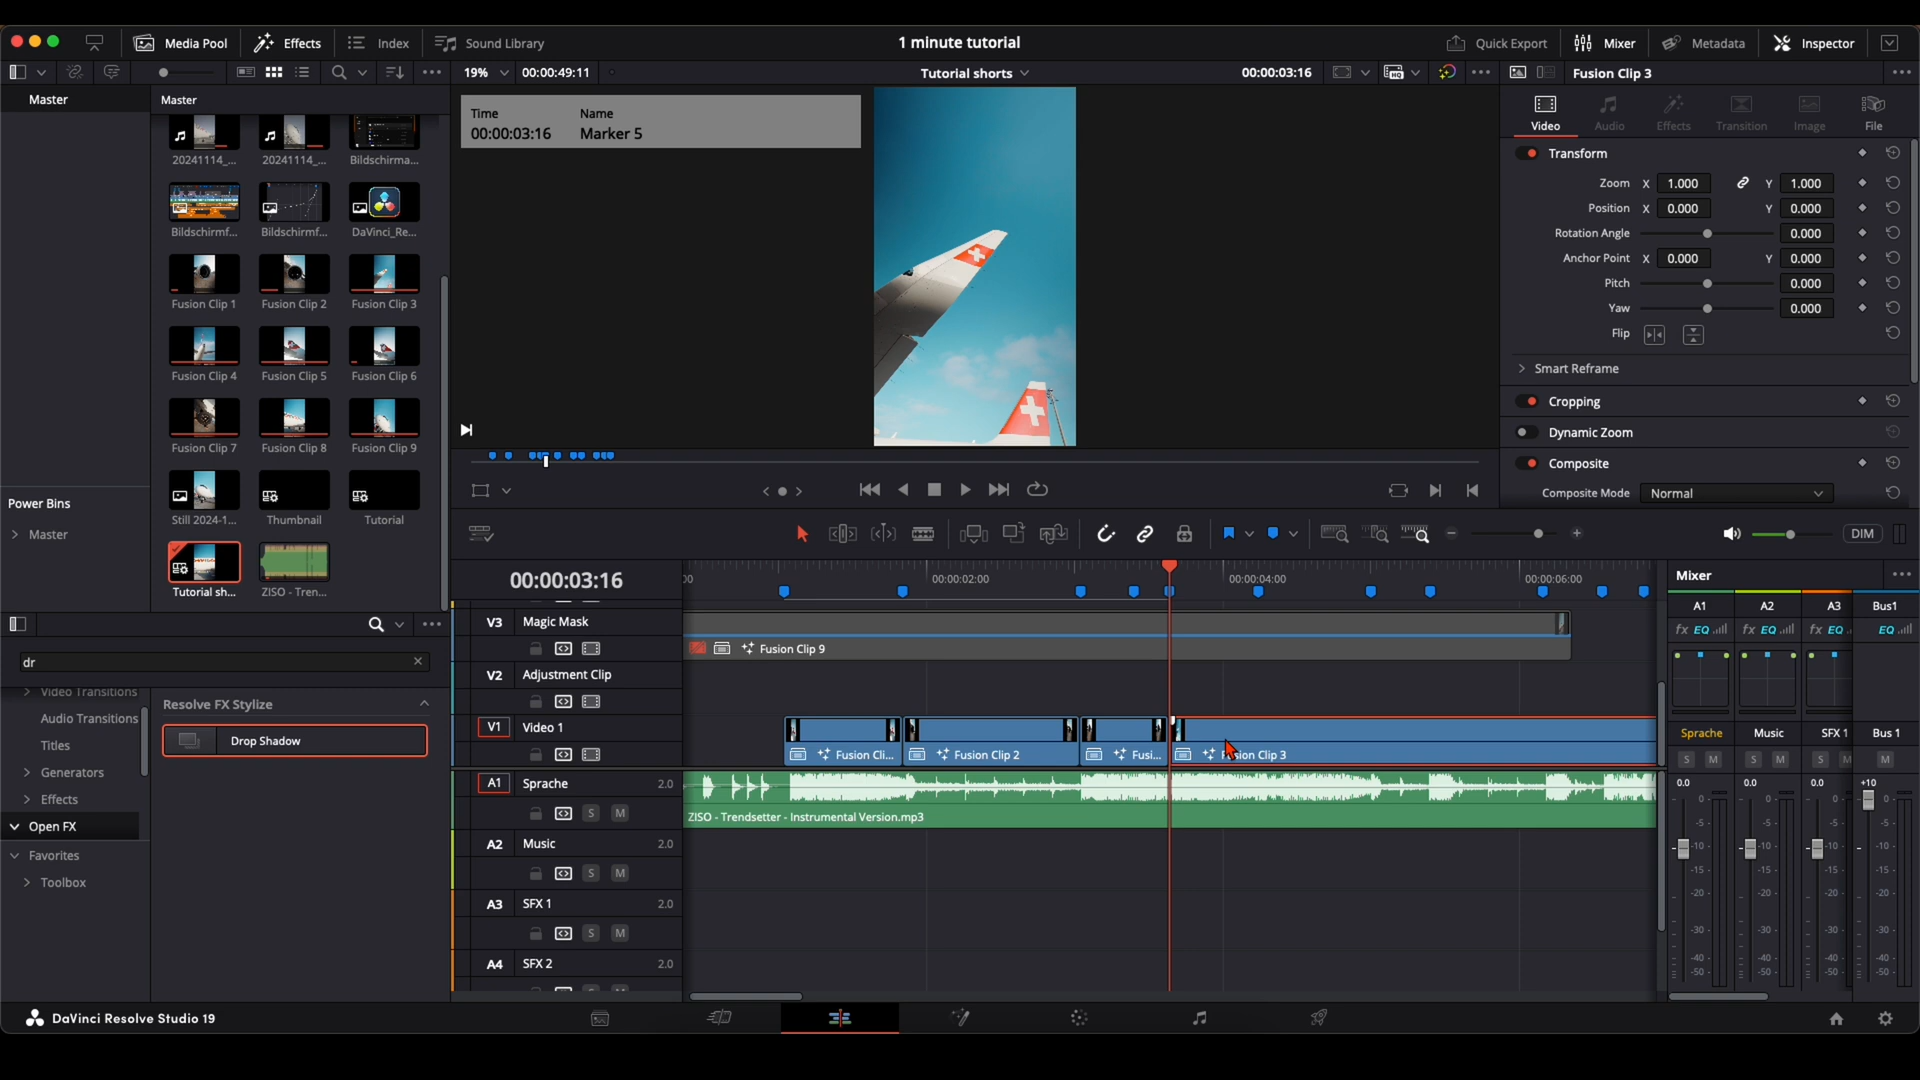 Media Pool
Effects
Index
Sound Library
1 minute tutorial
Quick Export
Mixer
Metadata
Inspector
19%
00:00:49:11
Tutorial shorts
00:00:03:16
Fusion Clip 3
Master
Master
Time
Name
00:00:03:16
Marker 5
Video
Audio
Effects
Transition
Image
File
20241114_...
20241114_...
Bildschirma...
Bildschirmf...
Bildschirmf...
DaVinci_Re...
Fusion Clip 1
Fusion Clip 2
Fusion Clip 3
Fusion Clip 4
Fusion Clip 5
Fusion Clip 6
Fusion Clip 7
Fusion Clip 8
Fusion Clip 9
Still 2024-1...
Thumbnail
Tutorial
Tutorial sh...
ZISO - Tren...
Power Bins
Master
Transform
Zoom X 1.000 Y 1.000
Position X 0.000 Y 0.000
Rotation Angle 0.000
Anchor Point X 0.000 Y 0.000
Pitch 0.000
Yaw 0.000
Flip
Smart Reframe
Cropping
Dynamic Zoom
Composite
Composite Mode Normal
DIM
dr
Video Transitions
Audio Transitions
Titles
Generators
Effects
Open FX
Favorites
Toolbox
Resolve FX Stylize
Drop Shadow
00:00:03:16
00:00:02:00
00:00:04:00
00:00:06:00
V3 Magic Mask
Fusion Clip 9
V2 Adjustment Clip
V1 Video 1
Fusion Cli...
Fusion Clip 2
Fusi...
Fusion Clip 3
A1 Sprache 2.0
S M
ZISO - Trendsetter - Instrumental Version.mp3
A2 Music 2.0
S M
A3 SFX 1 2.0
S M
A4 SFX 2 2.0
Mixer
A1 A2 A3 Bus1
fx EQ fx EQ fx EQ EQ
Sprache Music SFX 1 Bus 1
S M S M S M M
0.0 0.0 0.0 +10
0 0 0 0
-5 -5 -5 -5
-10 -10 -10 -10
-15 -15 -15 -15
-20 -20 -20 -20
-30 -30 -30 -30
-40 -40 -40 -40
-50 -50 -50 -50
DaVinci Resolve Studio 19